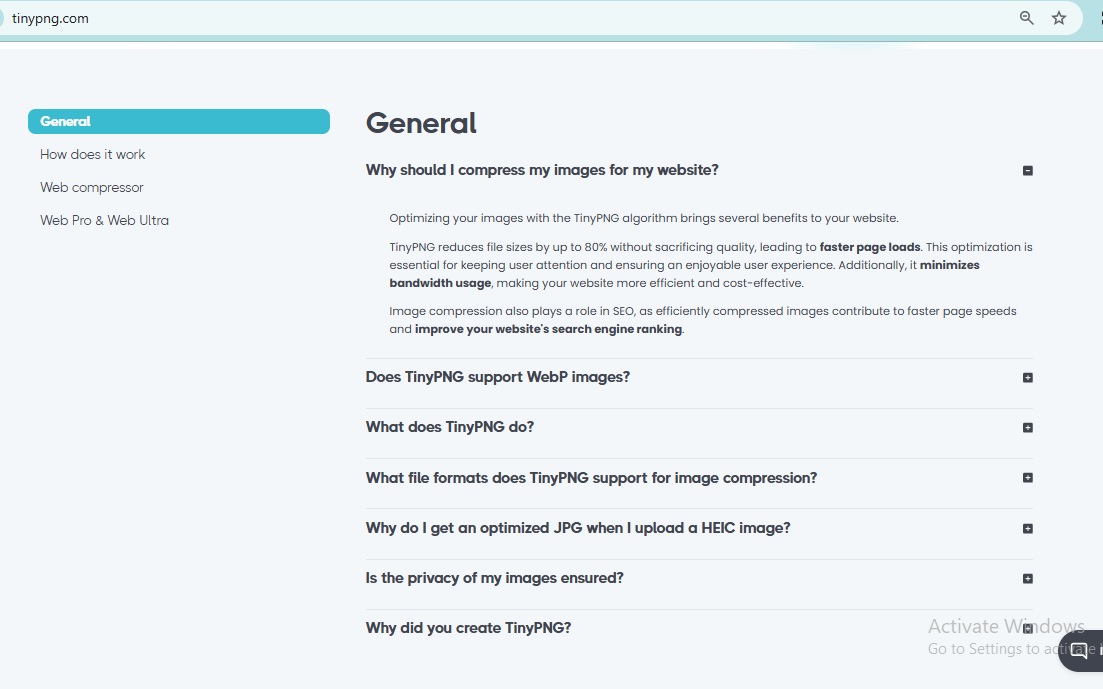 tinypng.com
General
How does it work
Web compressor
Web Pro & Web Ultra
General
Why should I compress my images for my website?
Optimizing your images with the TinyPNG algorithm brings several benefits to your website.
TinyPNG reduces file sizes by up to 80% without sacrificing quality, leading to faster page loads. This optimization is
essential for keeping user attention and ensuring an enjoyable user experience. Additionally, it minimizes
bandwidth usage, making your website more efficient and cost-effective.
Image compression also plays a role in SEO, as efficiently compressed images contribute to faster page speeds
and improve your website's search engine ranking.
Does TinyPNG support WebP images?
What does TinyPNG do?
What file formats does TinyPNG support for image compression?
Why do I get an optimized JPG when I upload a HEIC image?
Is the privacy of my images ensured?
Why did you create TinyPNG?
Activate Windows
Go to Settings to activate